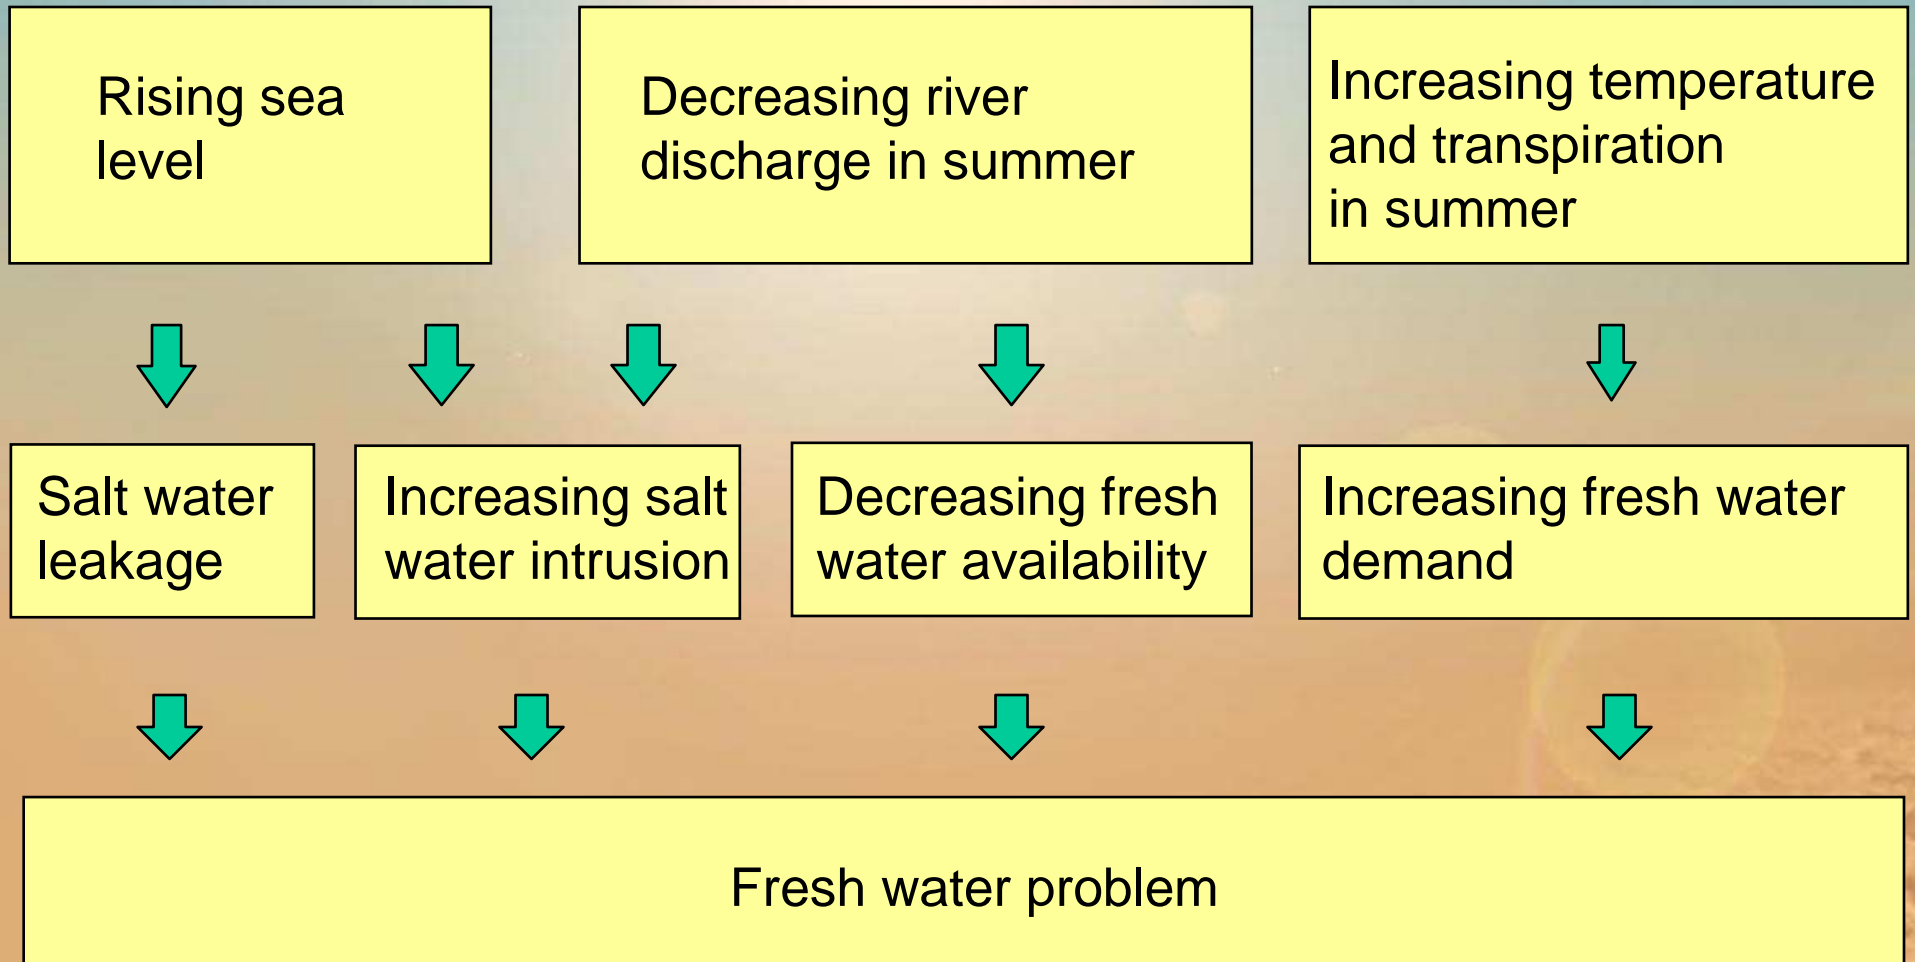 Rising sea
level
Decreasing river
discharge in summer
Increasing temperature
and transpiration
in summer
Salt water
leakage
Increasing salt
water intrusion
Decreasing fresh
water availability
Increasing fresh water
demand
Fresh water problem